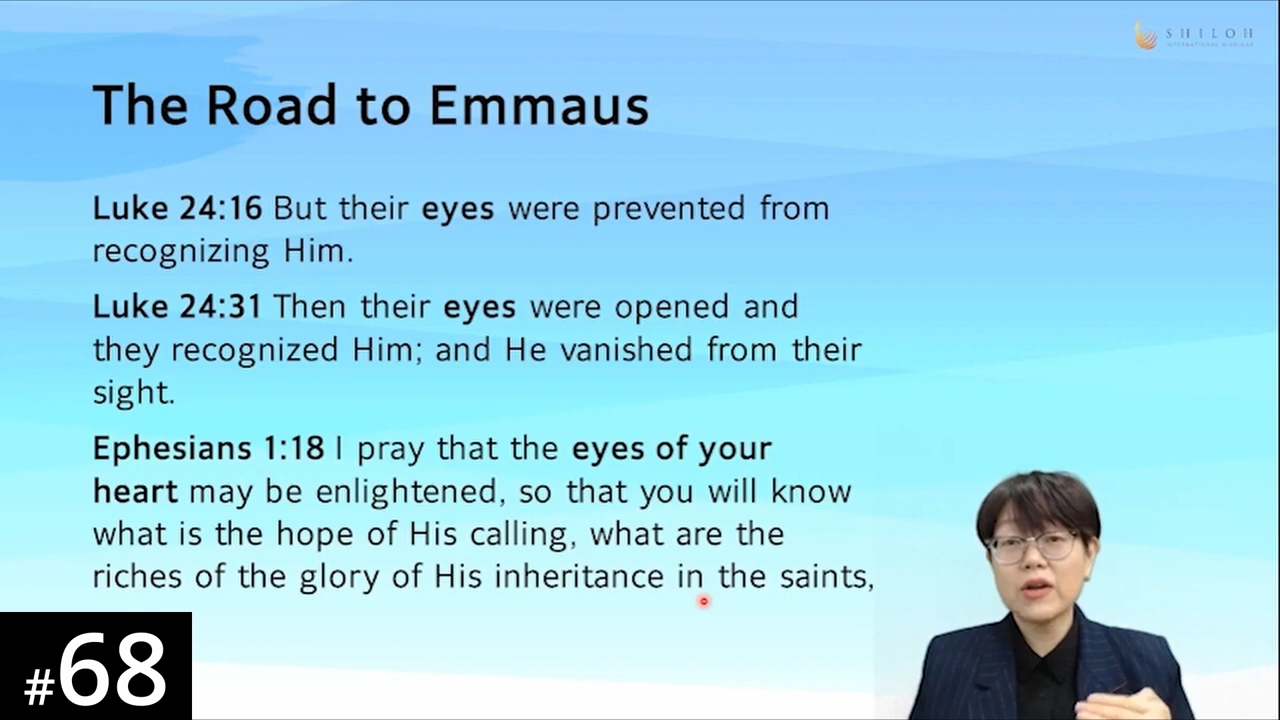 SHILOH
INTERNATIONAL MISSIONS
The Road to Emmaus
Luke 24:16 But their eyes were prevented from
recognizing Him.
Luke 24:31 Then their eyes were opened and
they recognized Him; and He vanished from their
sight.
Ephesians 1:18 I pray that the eyes of your
heart may be enlightened, so that you will know
what is the hope of His calling, what are the
riches of the glory of His inheritance in the saints,
#68